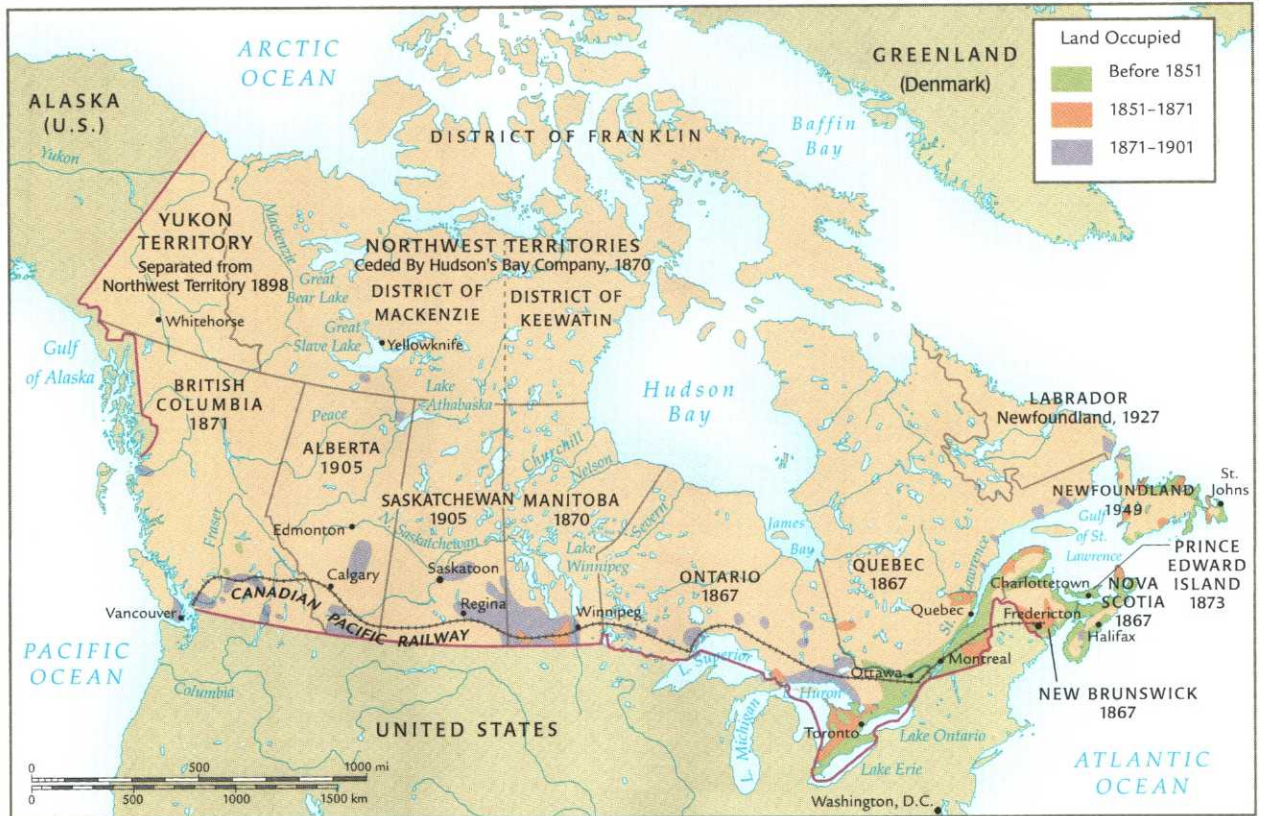 ARCTIC
OCEAN
GREENLAND
(Denmark)
Land Occupied
Before 1851
1851–1871
1871–1901
ALASKA
(U.S.)
Yukon
DISTRICT OF FRANKLIN
Baffin
Bay
Mackenzie
YUKON
TERRITORY
Separated from
Northwest Territory 1898
NORTHWEST TERRITORIES
Ceded By Hudson's Bay Company, 1870
Great
Bear Lake
DISTRICT OF
MACKENZIE
DISTRICT OF
KEEWATIN
Whitehorse
Great
Slave Lake
Yellowknife
Gulf
of Alaska
BRITISH
COLUMBIA
1871
Lake
Athabaska
Peace
Hudson
Bay
LABRADOR
Newfoundland, 1927
ALBERTA
1905
Churchill
Nelson
SASKATCHEWAN
1905
MANITOBA
1870
NEWFOUNDLAND
1949
St.
Johns
Edmonton
N. Saskatchewan
Severn
James
Bay
Gulf
of St.
Lawrence
Fraser
Lake
Winnipeg
QUEBEC
1867
St. Lawrence
PRINCE
EDWARD
ISLAND
1873
Calgary
Saskatoon
ONTARIO
1867
Charlottetown
NOVA
SCOTIA
1867
CANADIAN PACIFIC RAILWAY
Regina
Winnipeg
Quebec
Fredericton
Vancouver
Halifax
PACIFIC
OCEAN
L. Superior
Ottawa
Montreal
Columbia
L. Huron
NEW BRUNSWICK
1867
UNITED STATES
L. Michigan
Toronto
Lake Ontario
ATLANTIC
OCEAN
Lake Erie
0 500 1000 mi
0 500 1000 1500 km
Washington, D.C.